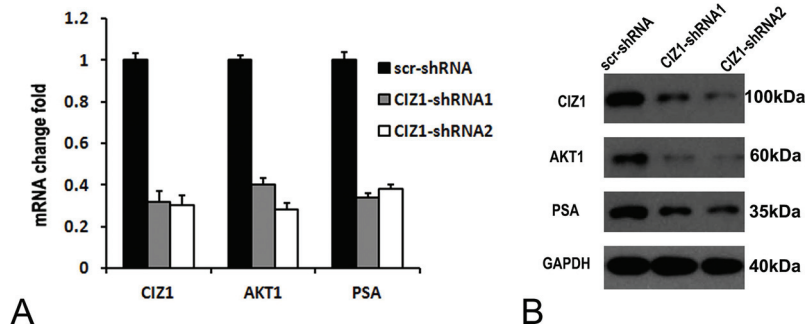 mRNA change fold
1.2
1
0.8
0.6
0.4
0.2
0
CIZ1 AKT1 PSA
scr-shRNA
CIZ1-shRNA1
CIZ1-shRNA2
A
scr-shRNA CIZ1-shRNA1 CIZ1-shRNA2
CIZ1 100kDa
AKT1 60kDa
PSA 35kDa
GAPDH 40kDa
B